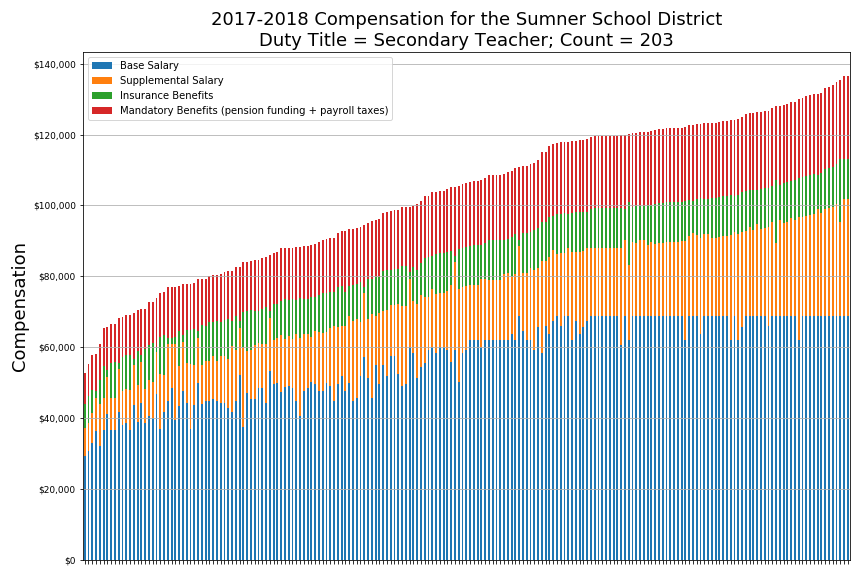 2017-2018 Compensation for the Sumner School District
Duty Title = Secondary Teacher; Count = 203
Base Salary
Supplemental Salary
Insurance Benefits
Mandatory Benefits (pension funding + payroll taxes)
Compensation
$140,000
$120,000
$100,000
$80,000
$60,000
$40,000
$20,000
$0